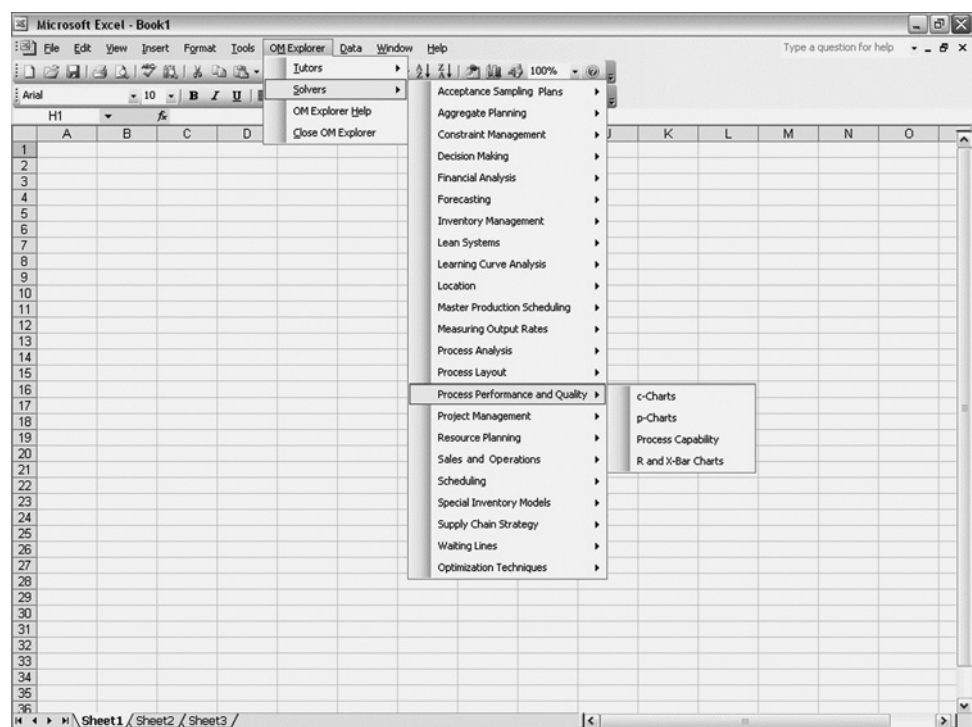 Microsoft Excel - Book1
File Edit View Insert Format Tools OM Explorer Data Window Help
Type a question for help
100%
Arial 10 B I U
H1 fx
A B C D J K L M N O
Tutors
Solvers
OM Explorer Help
Close OM Explorer
Acceptance Sampling Plans
Aggregate Planning
Constraint Management
Decision Making
Financial Analysis
Forecasting
Inventory Management
Lean Systems
Learning Curve Analysis
Location
Master Production Scheduling
Measuring Output Rates
Process Analysis
Process Layout
Process Performance and Quality
Project Management
Resource Planning
Sales and Operations
Scheduling
Special Inventory Models
Supply Chain Strategy
Waiting Lines
Optimization Techniques
c-Charts
p-Charts
Process Capability
R and X-Bar Charts
1
2
3
4
5
6
7
8
9
10
11
12
13
14
15
16
17
18
19
20
21
22
23
24
25
26
27
28
29
30
31
32
33
34
35
36
Sheet1 Sheet2 Sheet3